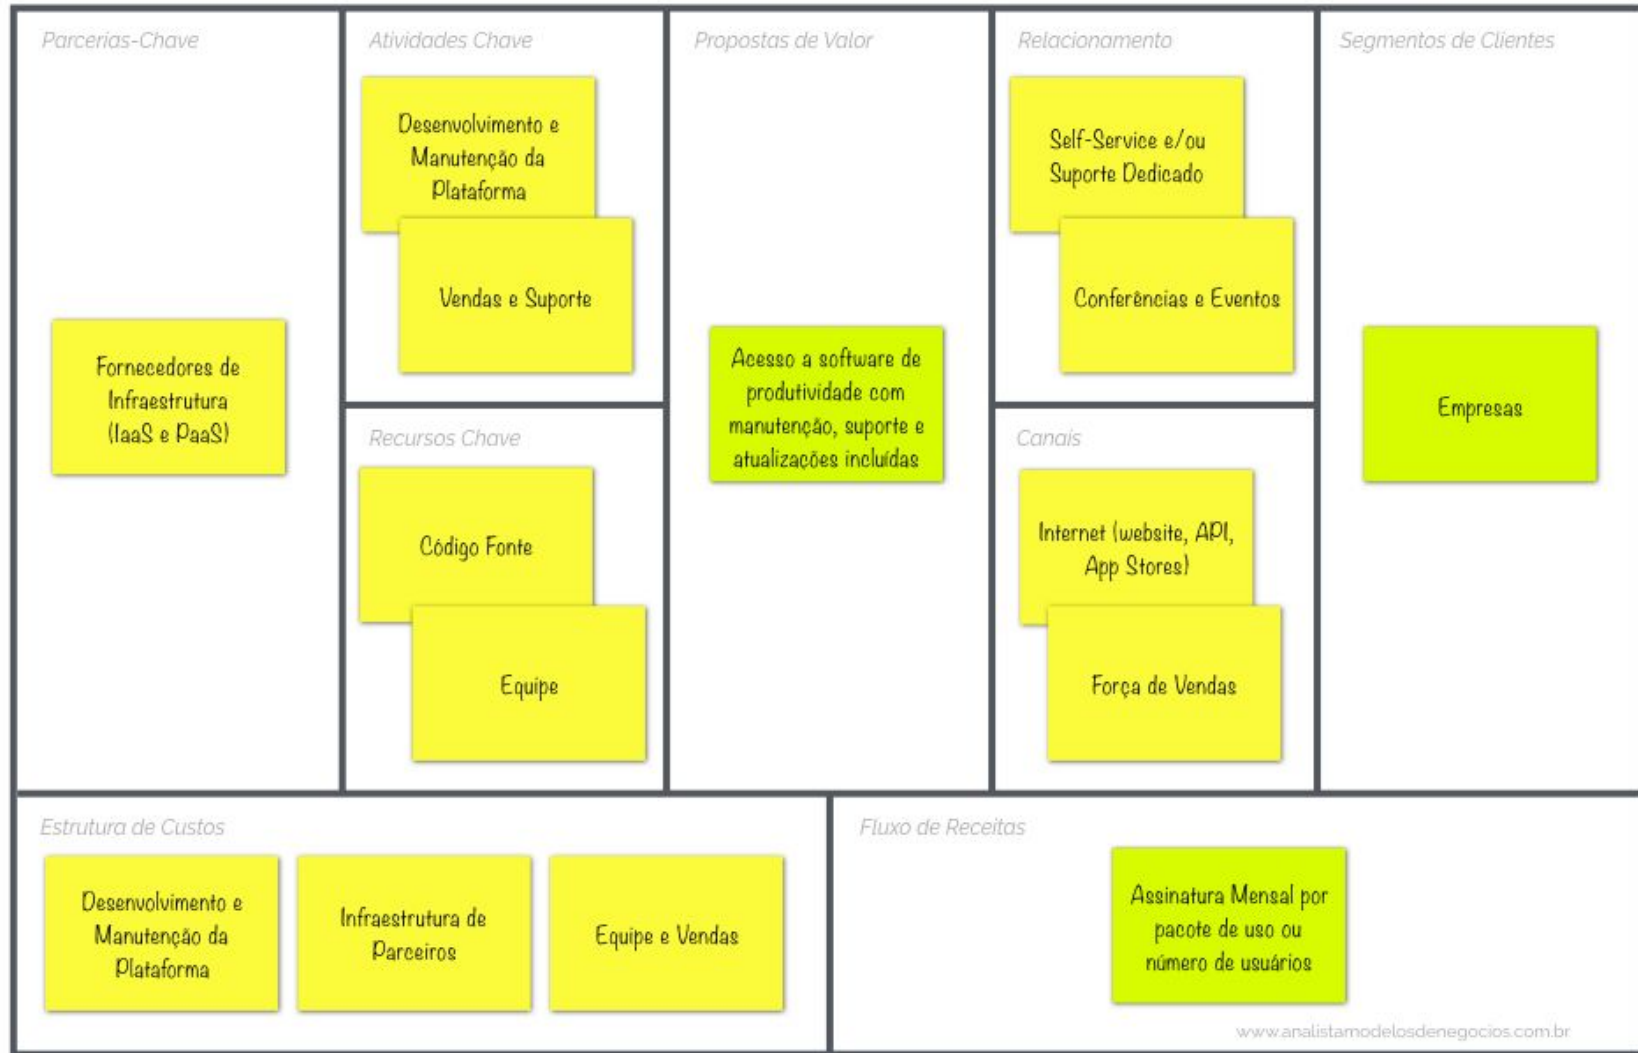 Parcerias-Chave
Fornecedores de
Infraestrutura
(IaaS e PaaS)
Atividades Chave
Desenvolvimento e
Manutenção da
Plataforma
Vendas e Suporte
Recursos Chave
Código Fonte
Equipe
Propostas de Valor
Acesso a software de
produtividade com
manutenção, suporte e
atualizações incluídas
Relacionamento
Self-Service e/ou
Suporte Dedicado
Conferências e Eventos
Canais
Internet (website, API,
App Stores)
Força de Vendas
Segmentos de Clientes
Empresas
Estrutura de Custos
Desenvolvimento e
Manutenção da
Plataforma
Infraestrutura de
Parceiros
Equipe e Vendas
Fluxo de Receitas
Assinatura Mensal por
pacote de uso ou
número de usuários
www.analistamodelosdenegocios.com.br